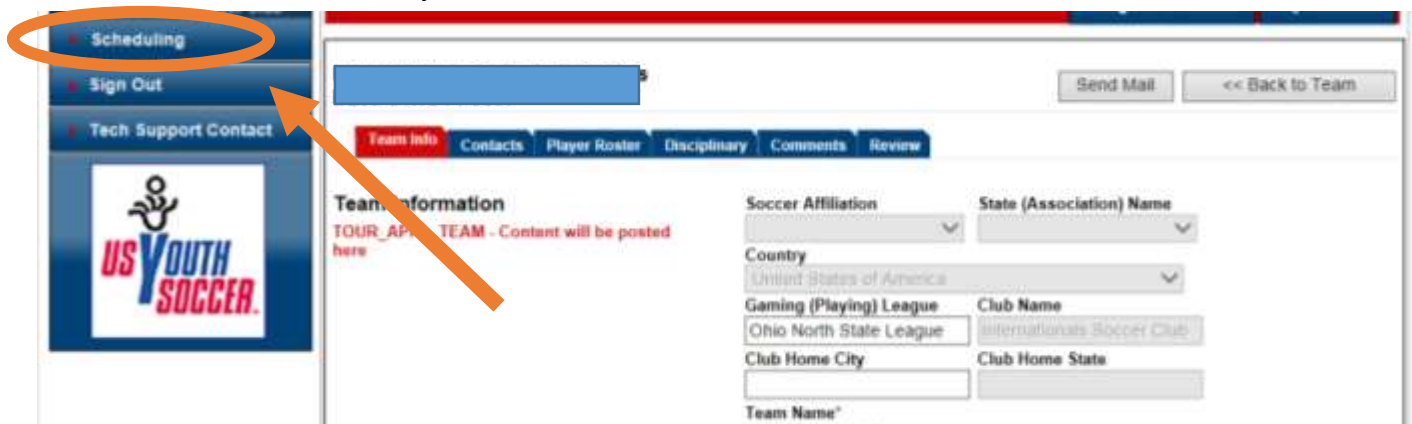 Scheduling
Sign Out
Tech Support Contact
US YOUTH
SOCCER.
Send Mail
<< Back to Team
Team Info
Contacts
Player Roster
Disciplinary
Comments
Review
Team Information
TEAM - Content will be posted
here
Soccer Affiliation
State (Association) Name
Country
United States of America
Gaming (Playing) League
Club Name
Ohio North State League
Internationals Soccer Club
Club Home City
Club Home State
Team Name*